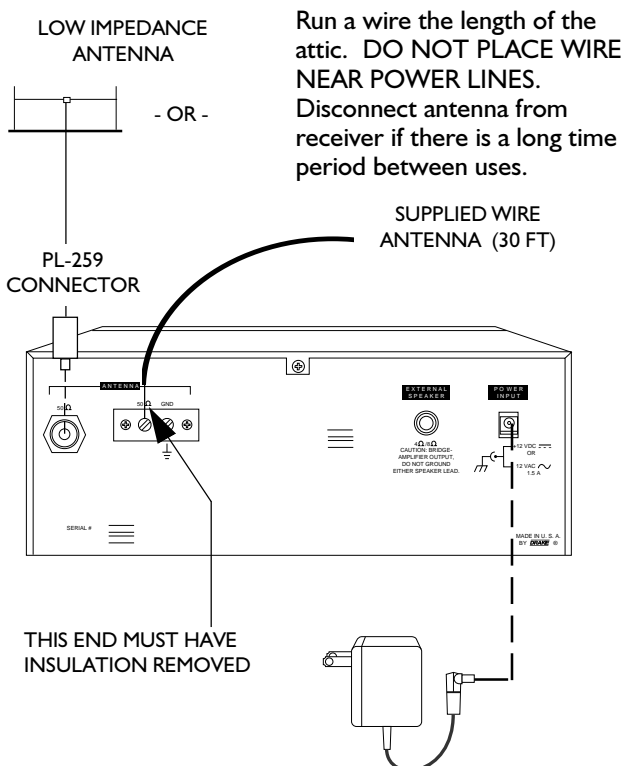 LOW IMPEDANCE
ANTENNA
- OR -
Run a wire the length of the
attic. DO NOT PLACE WIRE
NEAR POWER LINES.
Disconnect antenna from
receiver if there is a long time
period between uses.
SUPPLIED WIRE
ANTENNA (30 FT)
PL-259
CONNECTOR
ANTENNA
50 Ω
50 Ω GND
EXTERNAL
SPEAKER
4Ω /8Ω
CAUTION: BRIDGE-
AMPLIFIER OUTPUT,
DO NOT GROUND
EITHER SPEAKER LEAD.
POWER
INPUT
+12 VDC
OR
12 VAC
1.5 A
SERIAL #
MADE IN U. S. A.
BY DRAKE ®
THIS END MUST HAVE
INSULATION REMOVED